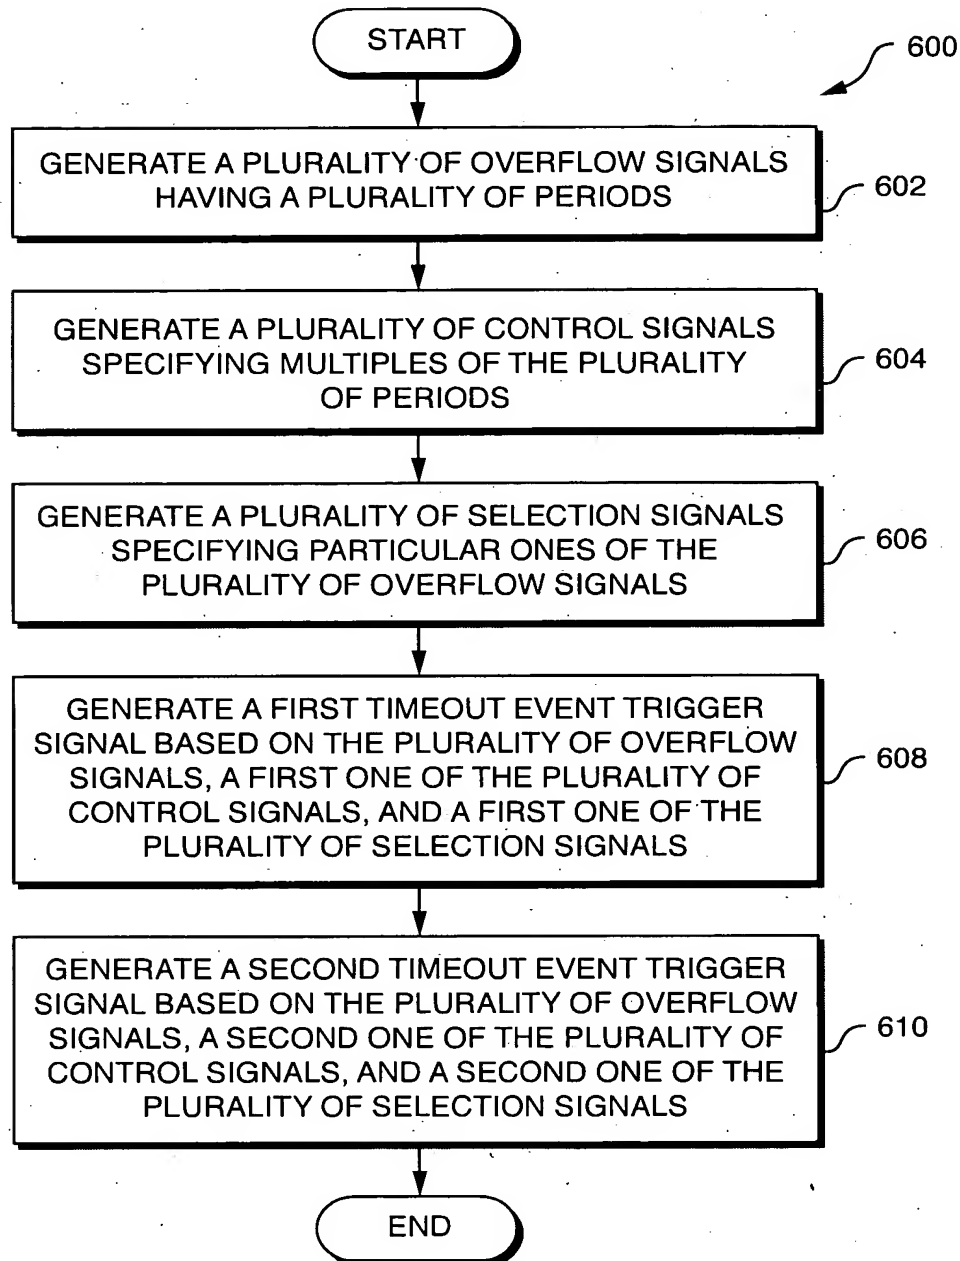 START
600
GENERATE A PLURALITY OF OVERFLOW SIGNALS
HAVING A PLURALITY OF PERIODS
602
GENERATE A PLURALITY OF CONTROL SIGNALS
SPECIFYING MULTIPLES OF THE PLURALITY
OF PERIODS
604
GENERATE A PLURALITY OF SELECTION SIGNALS
SPECIFYING PARTICULAR ONES OF THE
PLURALITY OF OVERFLOW SIGNALS
606
GENERATE A FIRST TIMEOUT EVENT TRIGGER
SIGNAL BASED ON THE PLURALITY OF OVERFLOW
SIGNALS, A FIRST ONE OF THE PLURALITY OF
CONTROL SIGNALS, AND A FIRST ONE OF THE
PLURALITY OF SELECTION SIGNALS
608
GENERATE A SECOND TIMEOUT EVENT TRIGGER
SIGNAL BASED ON THE PLURALITY OF OVERFLOW
SIGNALS, A SECOND ONE OF THE PLURALITY OF
CONTROL SIGNALS, AND A SECOND ONE OF THE
PLURALITY OF SELECTION SIGNALS
610
END